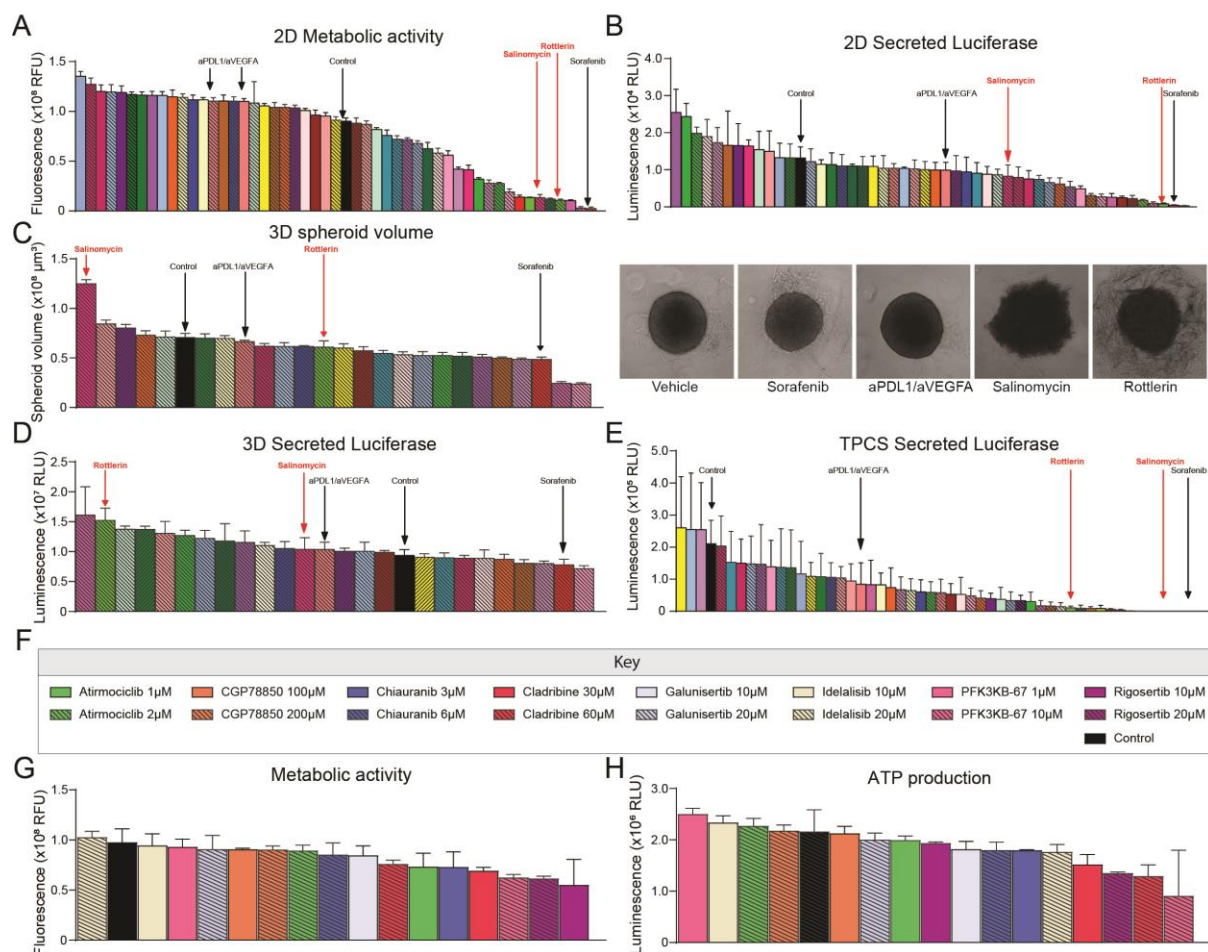 A
2D Metabolic activity
Fluorescence (x10⁸ RFU)
1.5
1.0
0.5
0
aPDL1/aVEGFA
Control
Salinomycin
Rottlerin
Sorafenib
B
2D Secreted Luciferase
Luminescence (x10⁴ RLU)
4.0
3.0
2.0
1.0
0
Control
aPDL1/aVEGFA
Salinomycin
Rottlerin
Sorafenib
C
3D spheroid volume
Spheroid volume (x10⁸ µm³)
1.5
1.0
0.5
0
Salinomycin
Control
aPDL1/aVEGFA
Rottlerin
Sorafenib
Vehicle
Sorafenib
aPDL1/aVEGFA
Salinomycin
Rottlerin
D
3D Secreted Luciferase
Luminescence (x10⁷ RLU)
2.5
2.0
1.5
1.0
0.5
0
Rottlerin
Salinomycin
aPDL1/aVEGFA
Control
Sorafenib
E
TPCS Secreted Luciferase
Luminescence (x10⁵ RLU)
5.0
4.0
3.0
2.0
1.0
0
Control
aPDL1/aVEGFA
Rottlerin
Salinomycin
Sorafenib
F
Key
Atirmociclib 1µM
CGP78850 100µM
Chiauranib 3µM
Cladribine 30µM
Galunisertib 10µM
Idelalisib 10µM
PFK3KB-67 1µM
Rigosertib 10µM
Atirmociclib 2µM
CGP78850 200µM
Chiauranib 6µM
Cladribine 60µM
Galunisertib 20µM
Idelalisib 20µM
PFK3KB-67 10µM
Rigosertib 20µM
Control
G
Metabolic activity
Fluorescence (x10⁸ RFU)
1.5
1.0
0.5
0
H
ATP production
Luminescence (x10⁶ RLU)
3.0
2.0
1.0
0